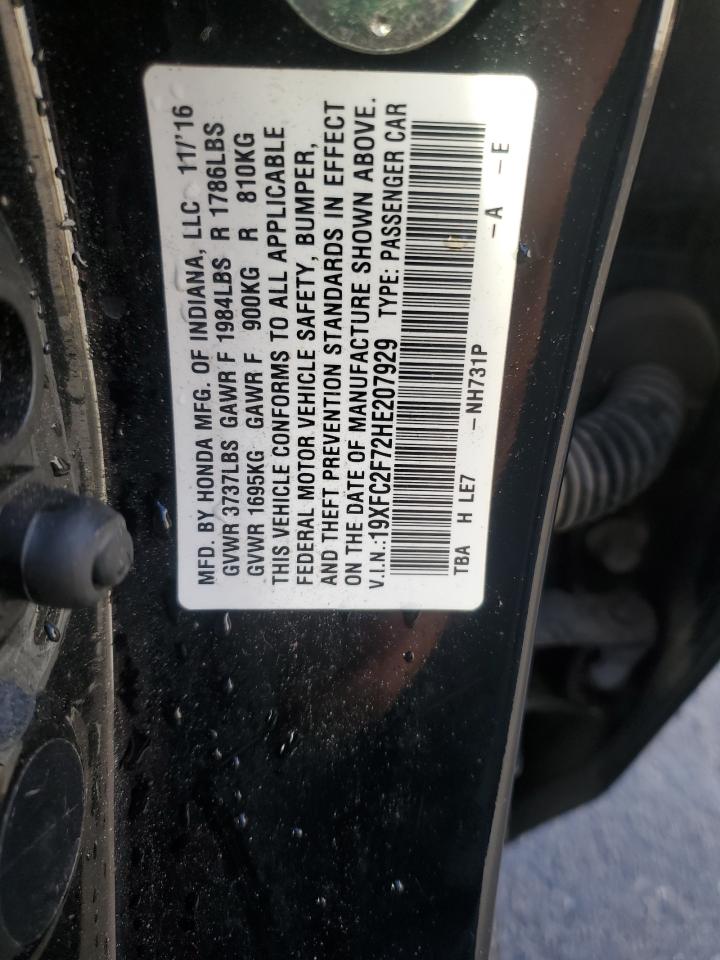 MFD. BY HONDA MFG. OF INDIANA, LLC 11/'16
GVWR 3737LBS GAWR F 1984LBS R 1786LBS
GVWR 1695KG GAWR F 900KG R 810KG
THIS VEHICLE CONFORMS TO ALL APPLICABLE
FEDERAL MOTOR VEHICLE SAFETY, BUMPER,
AND THEFT PREVENTION STANDARDS IN EFFECT
ON THE DATE OF MANUFACTURE SHOWN ABOVE.
V.I.N.:19XFC2F72HE207929 TYPE: PASSENGER CAR
TBA H LE7 -NH731P -A -E